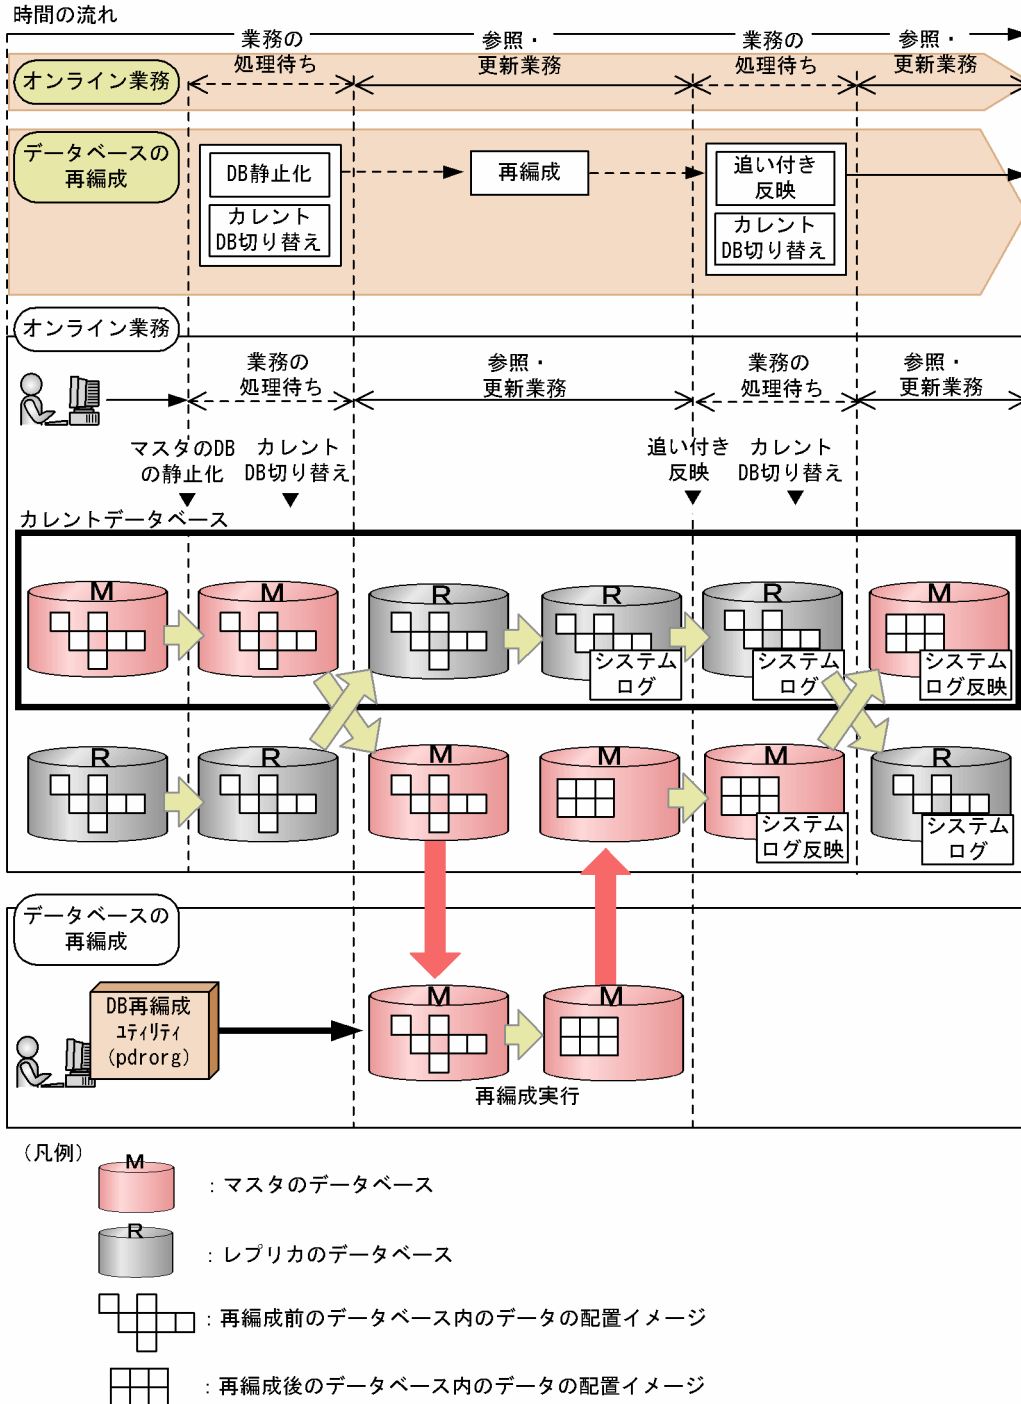 時間の流れ
業務の
処理待ち
参照・
更新業務
業務の
処理待ち
参照・
更新業務
オンライン業務
データベースの
再編成
DB静止化
カレント
DB切り替え
再編成
追い付き
反映
カレント
DB切り替え
オンライン業務
業務の
処理待ち
参照・
更新業務
業務の
処理待ち
参照・
更新業務
マスタのDB
の静止化
カレント
DB切り替え
追い付き
反映
カレント
DB切り替え
カレントデータベース
M
M
R
R
システム
ログ
R
システム
ログ
M
システム
ログ反映
R
R
M
M
M
システム
ログ反映
R
システム
ログ
データベースの
再編成
DB再編成
ユティリティ
(pdrorg)
M
M
再編成実行
(凡例)
M
：マスタのデータベース
R
：レプリカのデータベース
：再編成前のデータベース内のデータの配置イメージ
：再編成後のデータベース内のデータの配置イメージ